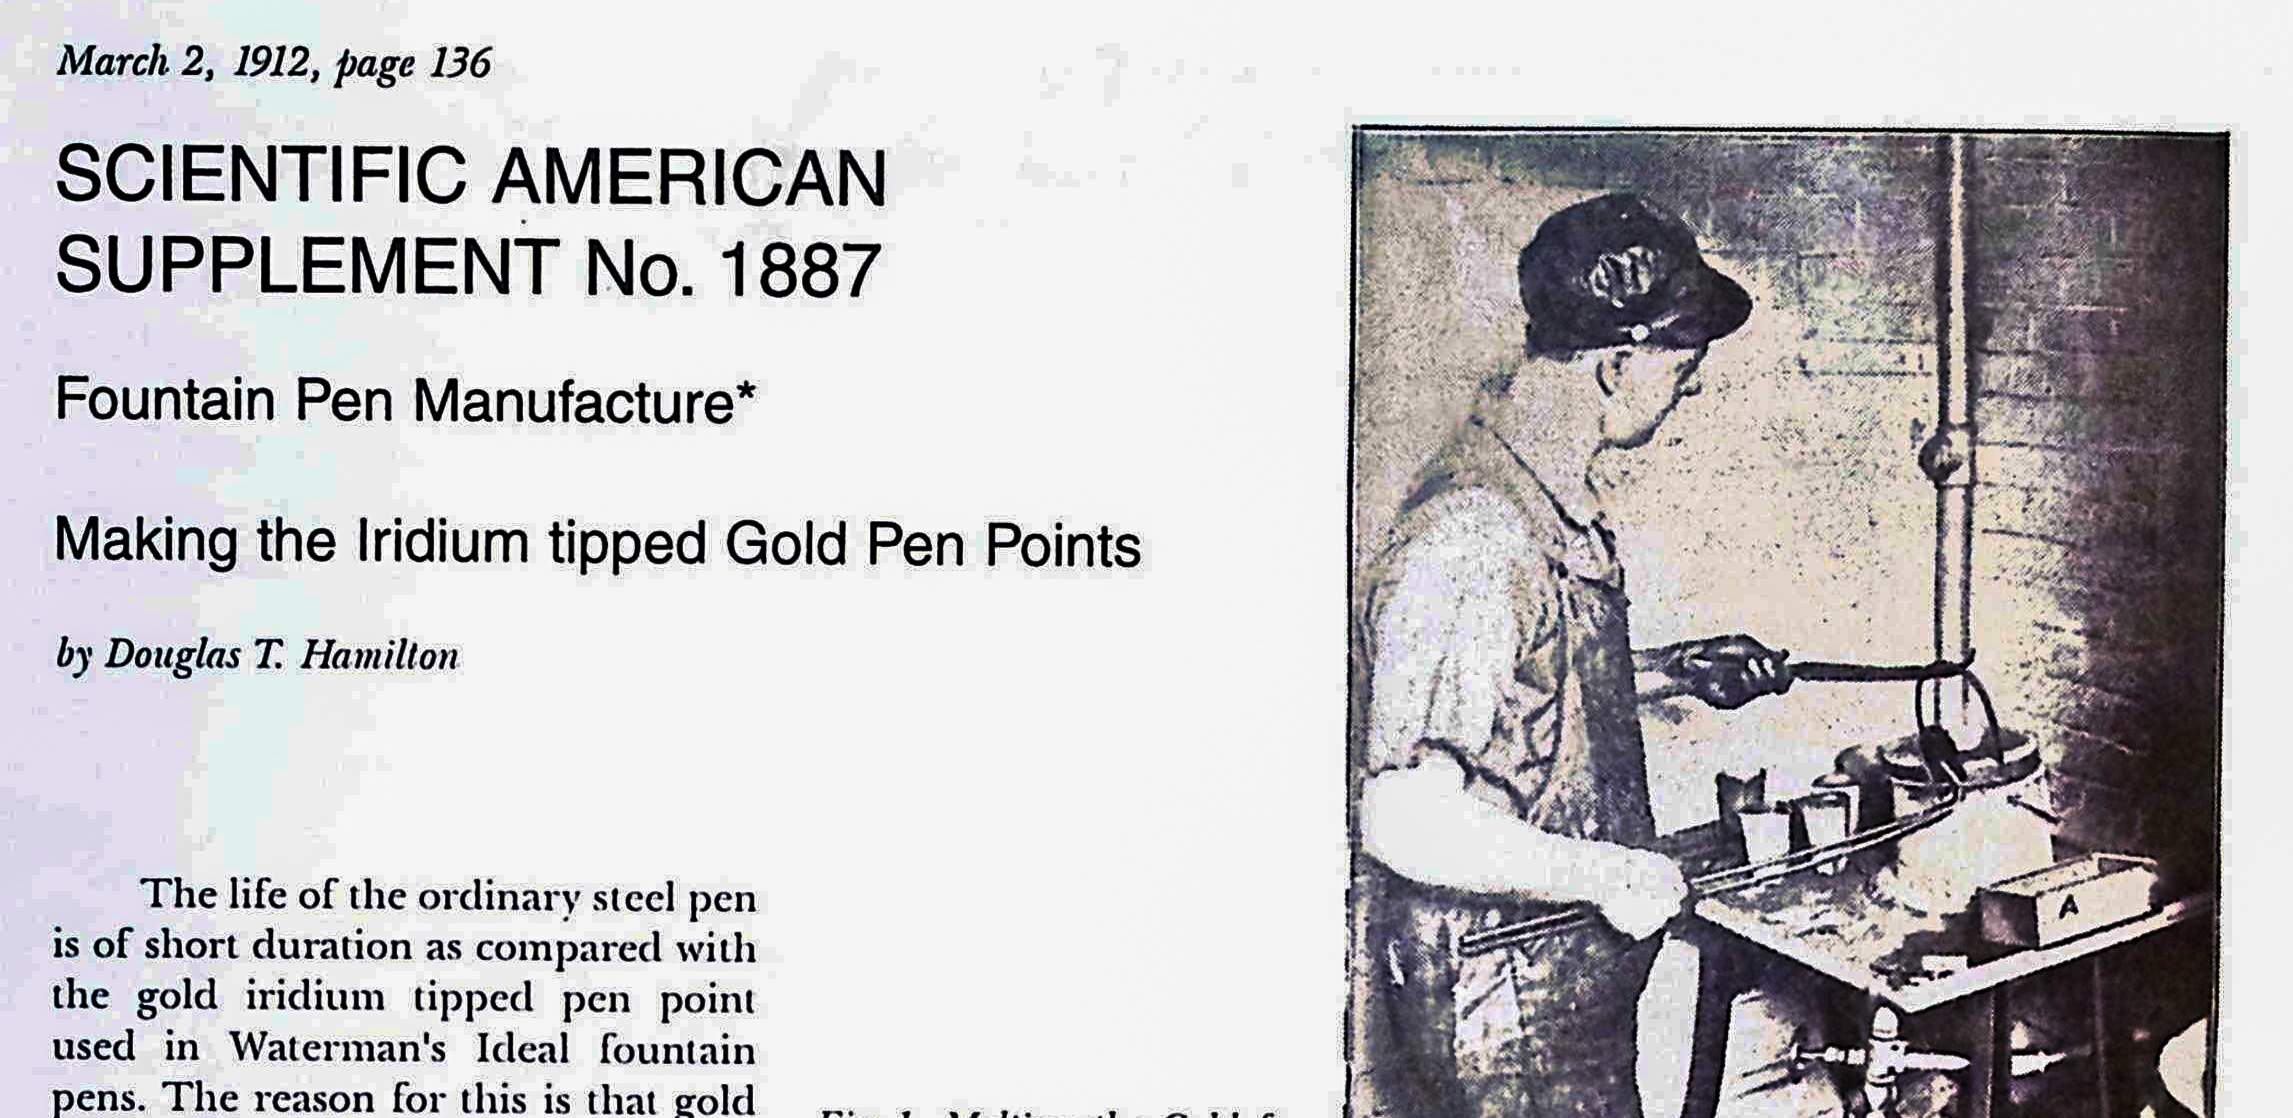 March 2, 1912, page 136
SCIENTIFIC AMERICAN
SUPPLEMENT No. 1887
Fountain Pen Manufacture*
Making the Iridium tipped Gold Pen Points
by Douglas T. Hamilton
The life of the ordinary steel pen
is of short duration as compared with
the gold iridium tipped pen point
used in Waterman's Ideal fountain
pens. The reason for this is that gold
A